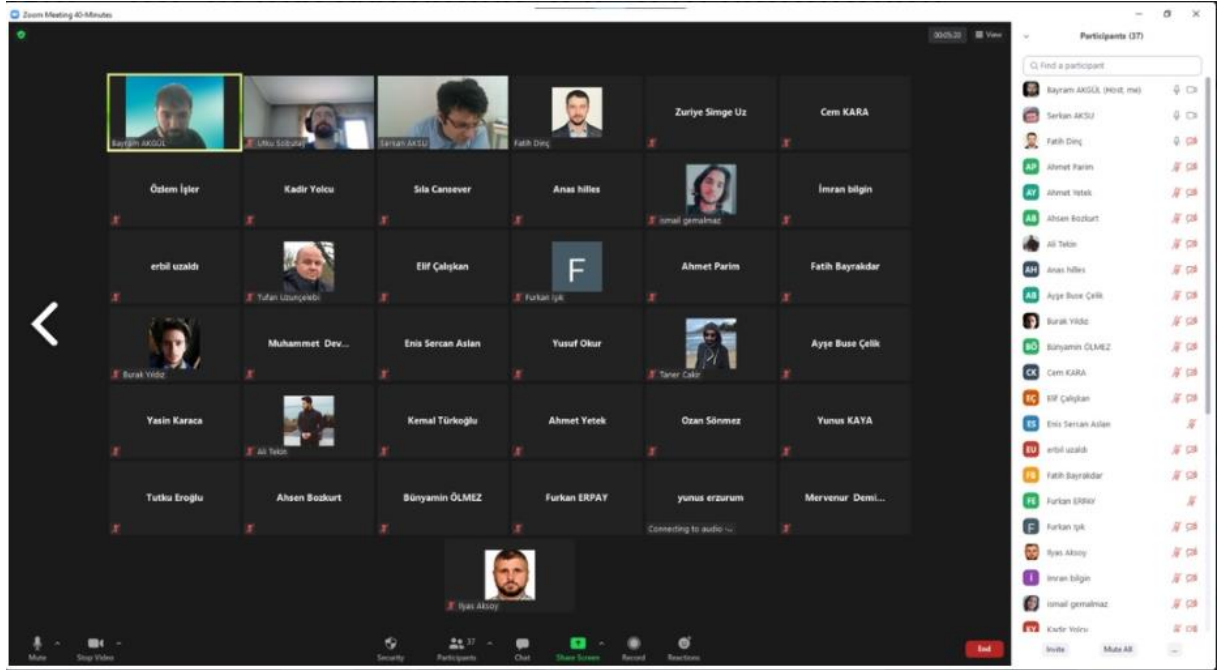 Zoom Meeting 40-Minutes
00:05:20 View
Bayram AKGÜL
Serkan AKSU
Fatih Dinç
Zuriye Simge Uz
Cem KARA
Özlem İşler
Kadir Yolcu
Sıla Cansever
Anas hilles
ismail gemalmaz
İmran bilgin
erbil uzaldı
Tufan Uzunçelebi
Elif Çalışkan
F
Furkan Işık
Ahmet Parim
Fatih Bayrakdar
Burak Yıldız
Muhammet Dev...
Enis Sercan Aslan
Yusuf Okur
Taner Cakir
Ayşe Buse Çelik
Yasin Karaca
Ali Tekin
Kemal Türkoğlu
Ahmet Yetek
Ozan Sönmez
Yunus KAYA
Tutku Eroğlu
Ahsen Bozkurt
Bünyamin ÖLMEZ
Furkan ERPAY
yunus erzurum
Connecting to audio ...
Mervenur Demi...
Ilyas Aksoy
Mute
Stop Video
Security
37
Participants
Chat
Share Screen
Record
Reactions
End
Participants (37)
Find a participant
Bayram AKGÜL (Host, me)
Serkan AKSU
Fatih Dinç
AP Ahmet Parim
AY Ahmet Yetek
AB Ahsen Bozkurt
Ali Tekin
AH Anas hilles
AB Ayşe Buse Çelik
Burak Yıldız
BÖ Bünyamin ÖLMEZ
CK Cem KARA
EÇ Elif Çalışkan
ES Enis Sercan Aslan
EU erbil uzaldı
FB Fatih Bayrakdar
FE Furkan ERPAY
F Furkan Işık
Ilyas Aksoy
İ İmran bilgin
ismail gemalmaz
KY Kadir Yolcu
Invite
Mute All
...